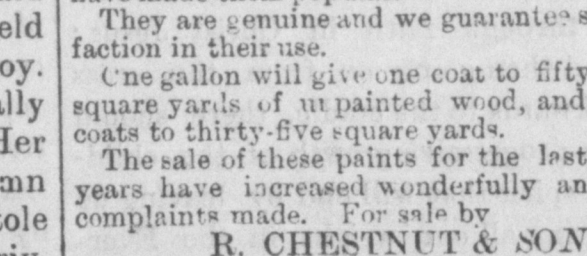 eld
oy.
ally
Her
mn
tole
They are genuine and we guarantee s
faction in their use.
One gallon will give one coat to fifty
square yards of unpainted wood, and
coats to thirty-five square yards.
The sale of these paints for the last
years have increased wonderfully an
complaints made. For sale by
R. CHESTNUT & SON